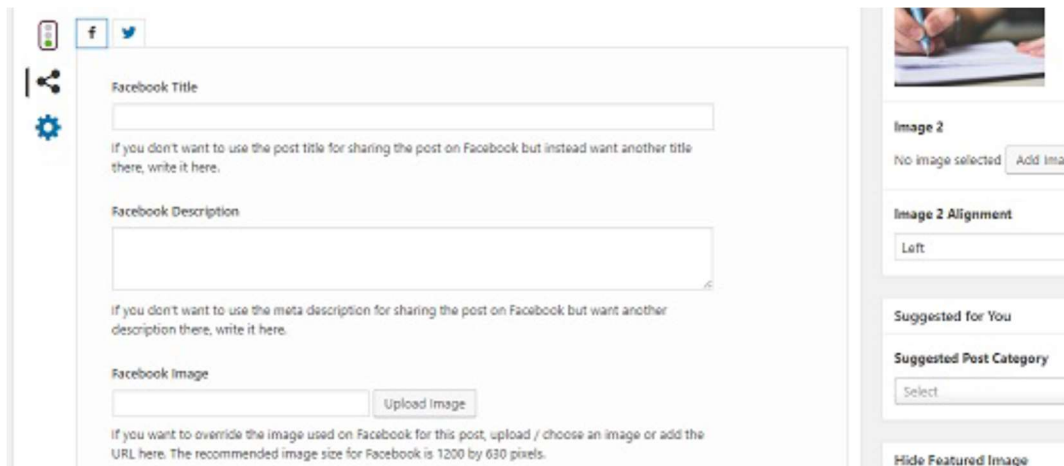 f
Facebook Title
If you don't want to use the post title for sharing the post on Facebook but instead want another title
there, write it here.
Facebook Description
If you don't want to use the meta description for sharing the post on Facebook but want another
description there, write it here.
Facebook Image
Upload Image
If you want to override the image used on Facebook for this post, upload / choose an image or add the
URL here. The recommended image size for Facebook is 1200 by 630 pixels.
Image 2
No image selected Add Ima
Image 2 Alignment
Left
Suggested for You
Suggested Post Category
Select
Hide Featured Image